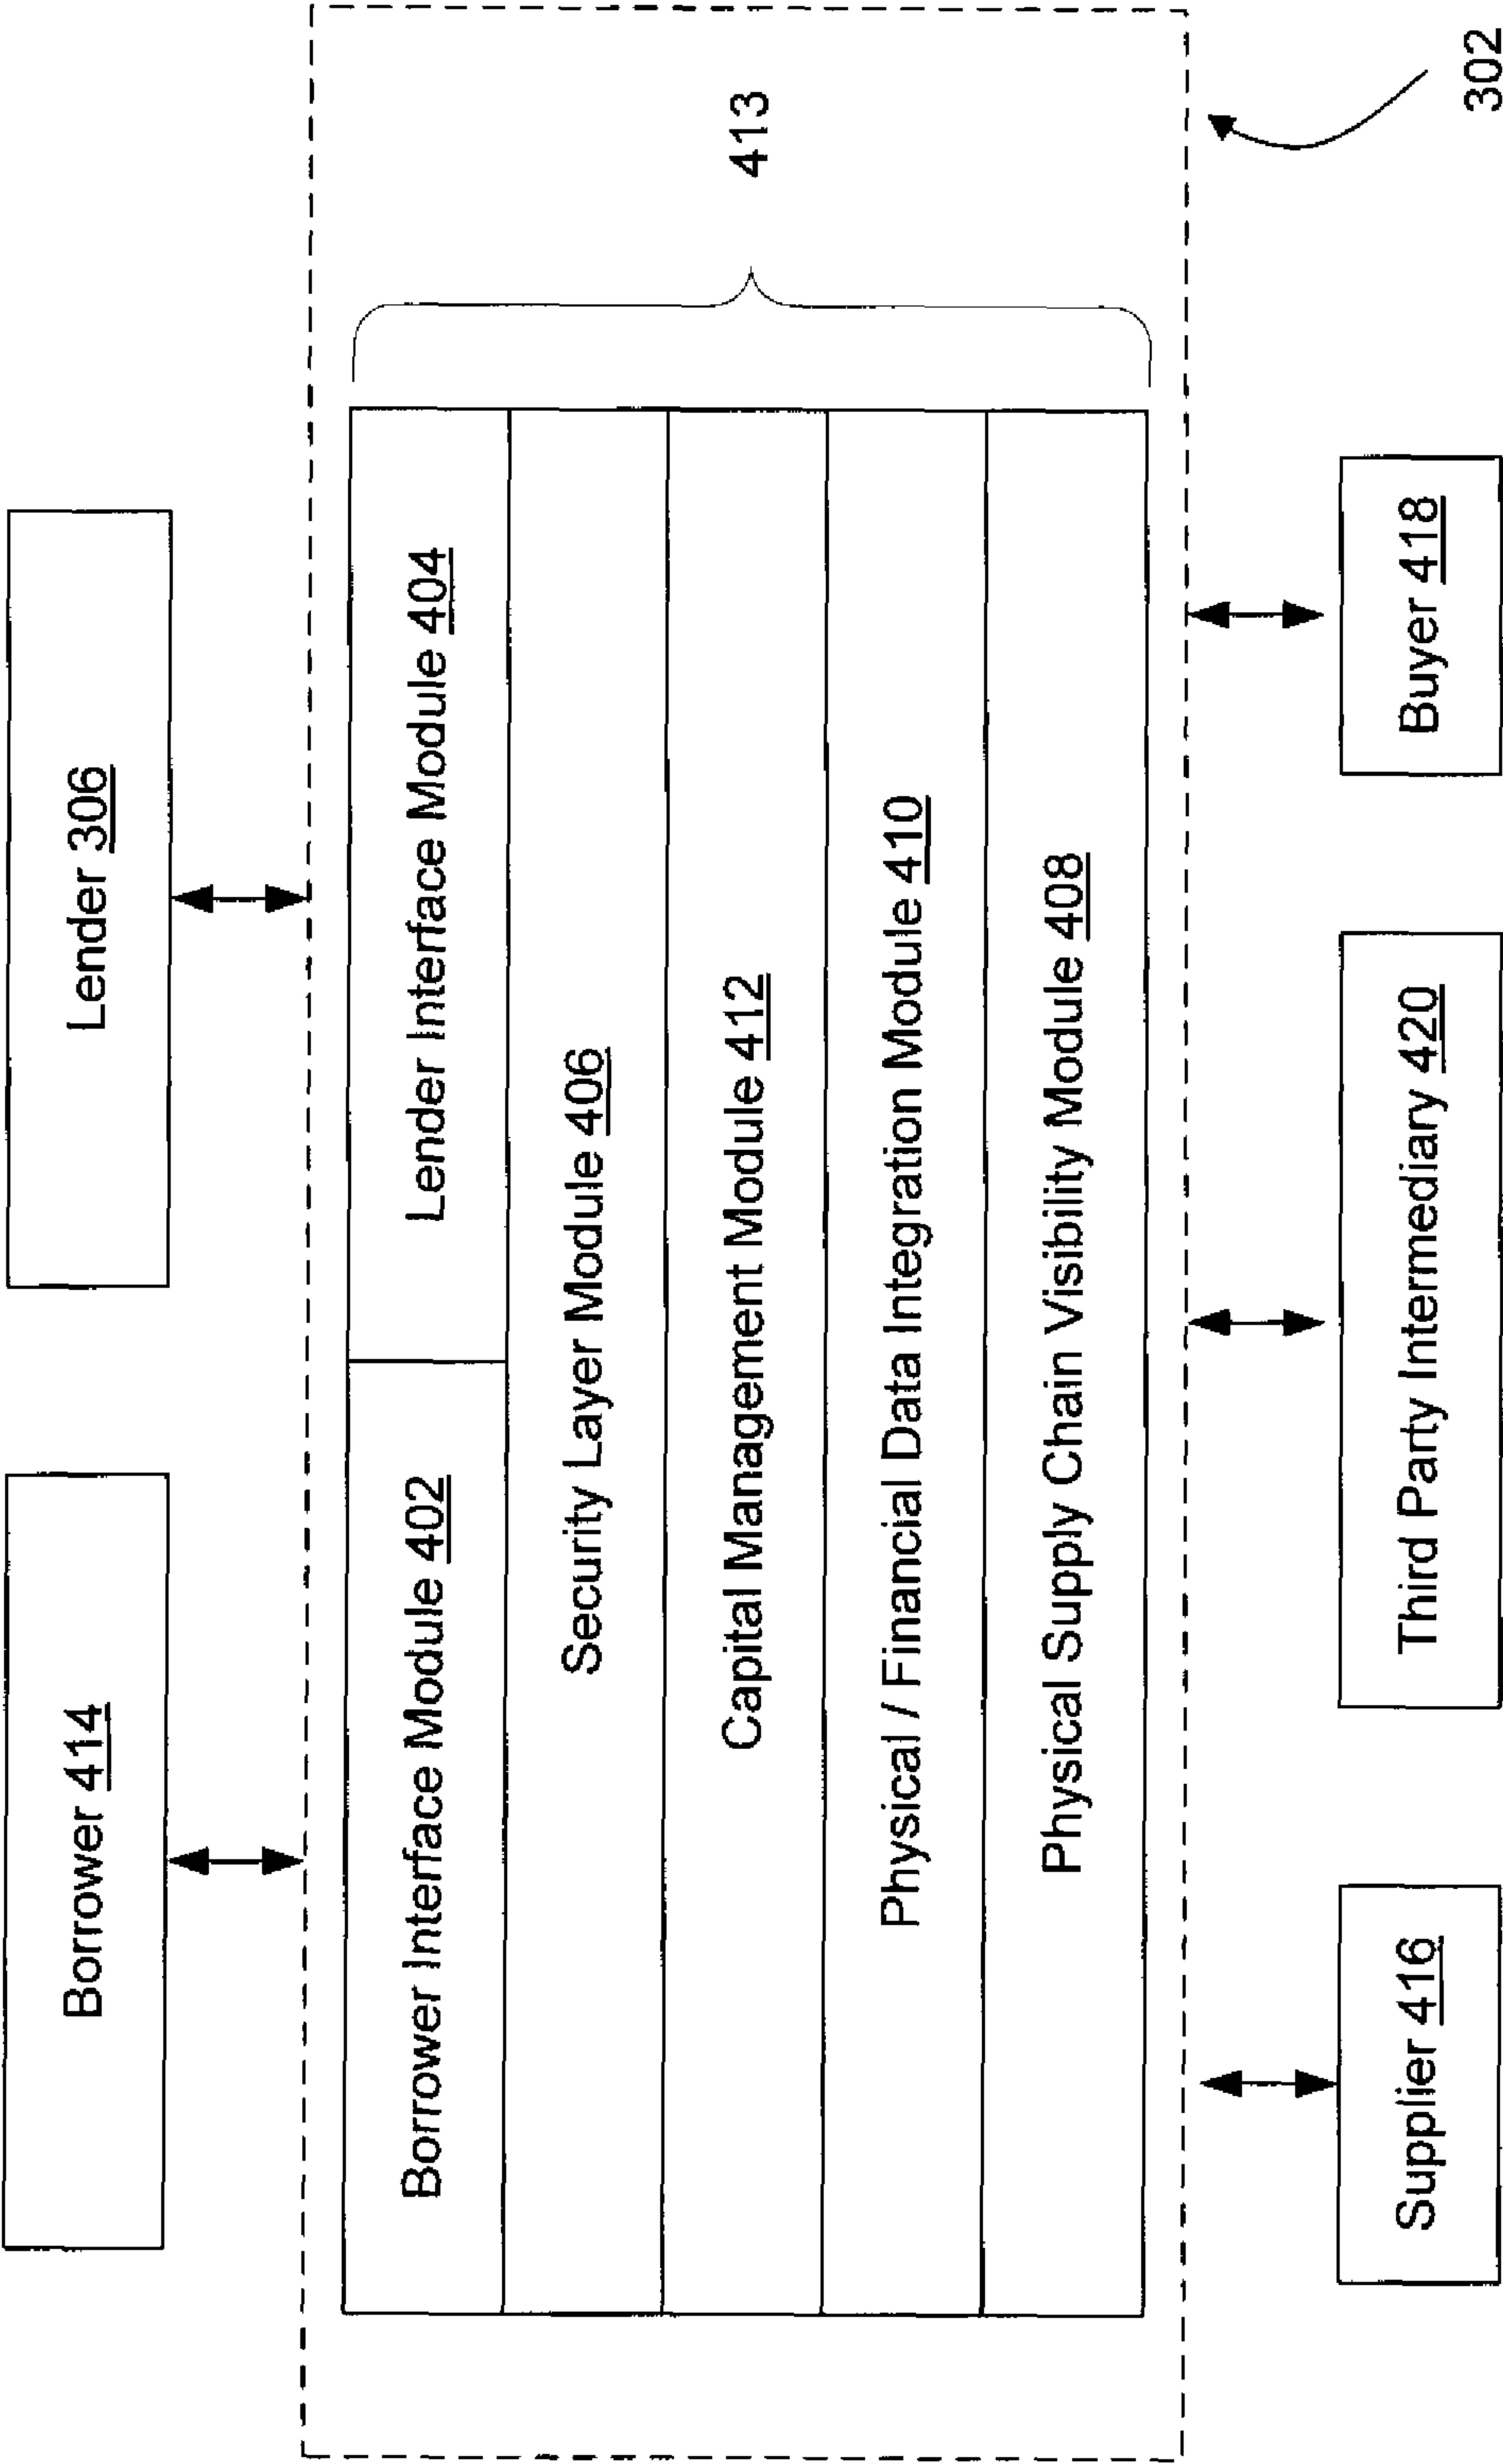 Borrower 414
Lender 306
Borrower Interface Module 402
Lender Interface Module 404
Security Layer Module 406
Capital Management Module 412
Physical / Financial Data Integration Module 410
Physical Supply Chain Visibility Module 408
413
Supplier 416
Third Party Intermediary 420
Buyer 418
302